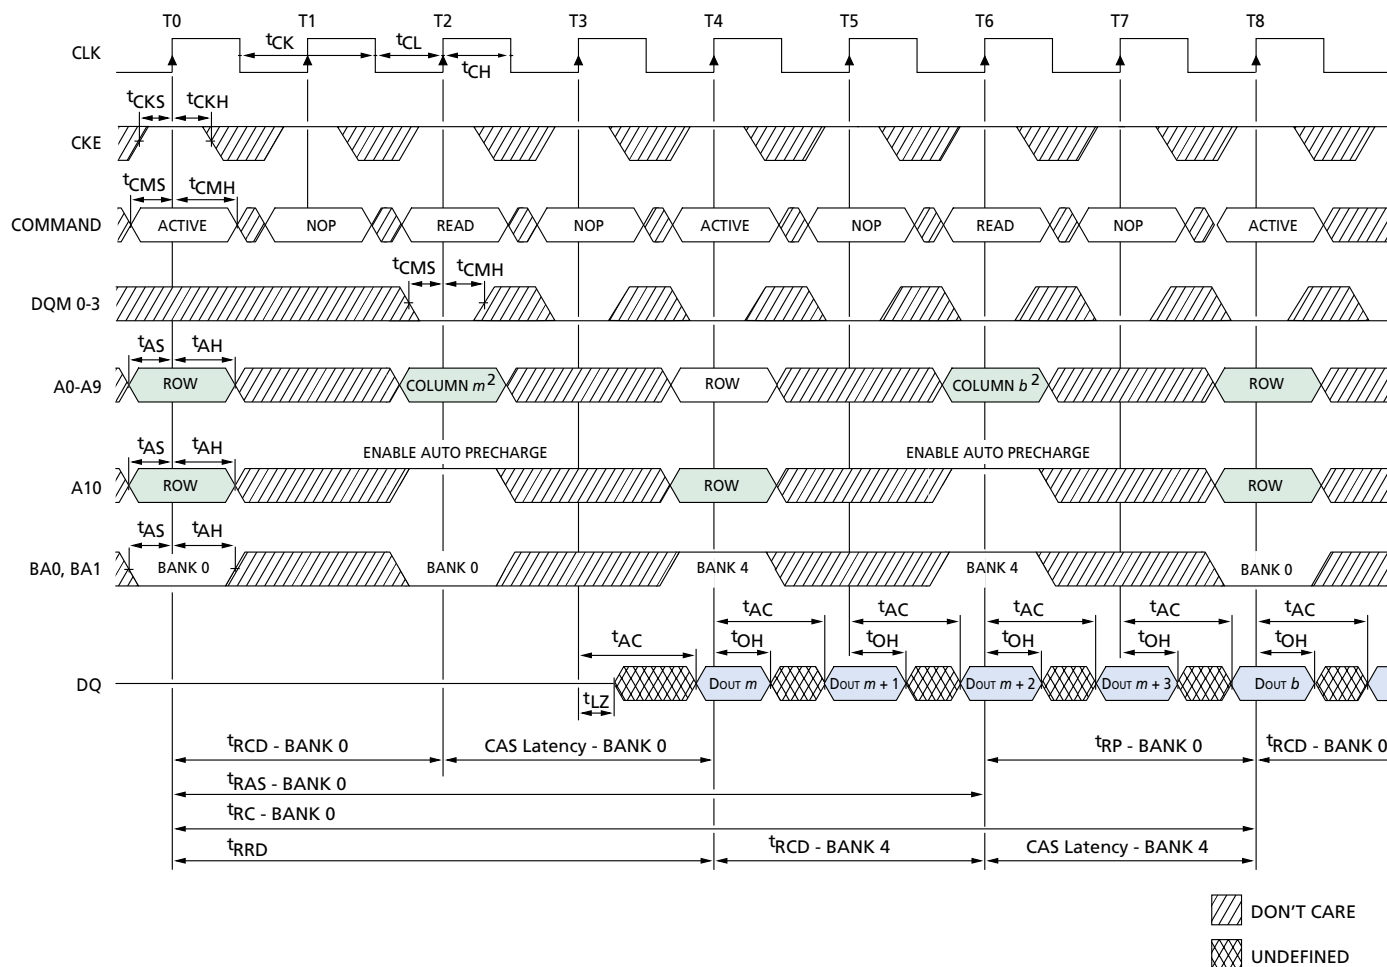 T0 T1 T2 T3 T4 T5 T6 T7 T8
CLK tCK tCL tCH
tCKS tCKH
CKE
tCMS tCMH
COMMAND ACTIVE NOP READ NOP ACTIVE NOP READ NOP ACTIVE
tCMS tCMH
DQM 0-3
tAS tAH
A0-A9 ROW COLUMN m2 ROW COLUMN b2 ROW
tAS tAH ENABLE AUTO PRECHARGE ENABLE AUTO PRECHARGE
A10 ROW ROW ROW
tAS tAH
BA0, BA1 BANK 0 BANK 0 BANK 4 BANK 4 BANK 0
tAC tAC tAC tAC tAC
tAC tOH tOH tOH tOH tOH
DQ DOUT m DOUT m + 1 DOUT m + 2 DOUT m + 3 DOUT b
tLZ
tRCD - BANK 0 CAS Latency - BANK 0 tRP - BANK 0 tRCD - BANK 0
tRAS - BANK 0
tRC - BANK 0
tRRD tRCD - BANK 4 CAS Latency - BANK 4
DON'T CARE
UNDEFINED